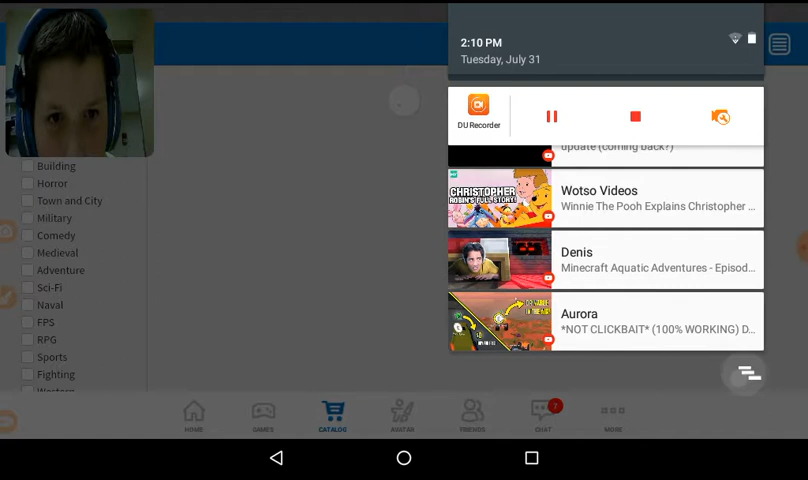 2:10 PM
Tuesday, July 31
DU Recorder
update (coming back?)
CHRISTOPHER
ROBIN'S FULL STORY!
Wotso Videos
Winnie The Pooh Explains Christopher ...
Denis
Minecraft Aquatic Adventures - Episod...
Aurora
*NOT CLICKBAIT* (100% WORKING) D...
Building
Horror
Town and City
Military
Comedy
Medieval
Adventure
Sci-Fi
Naval
FPS
RPG
Sports
Fighting
Western
HOME
GAMES
CATALOG
AVATAR
FRIENDS
CHAT
7
MORE